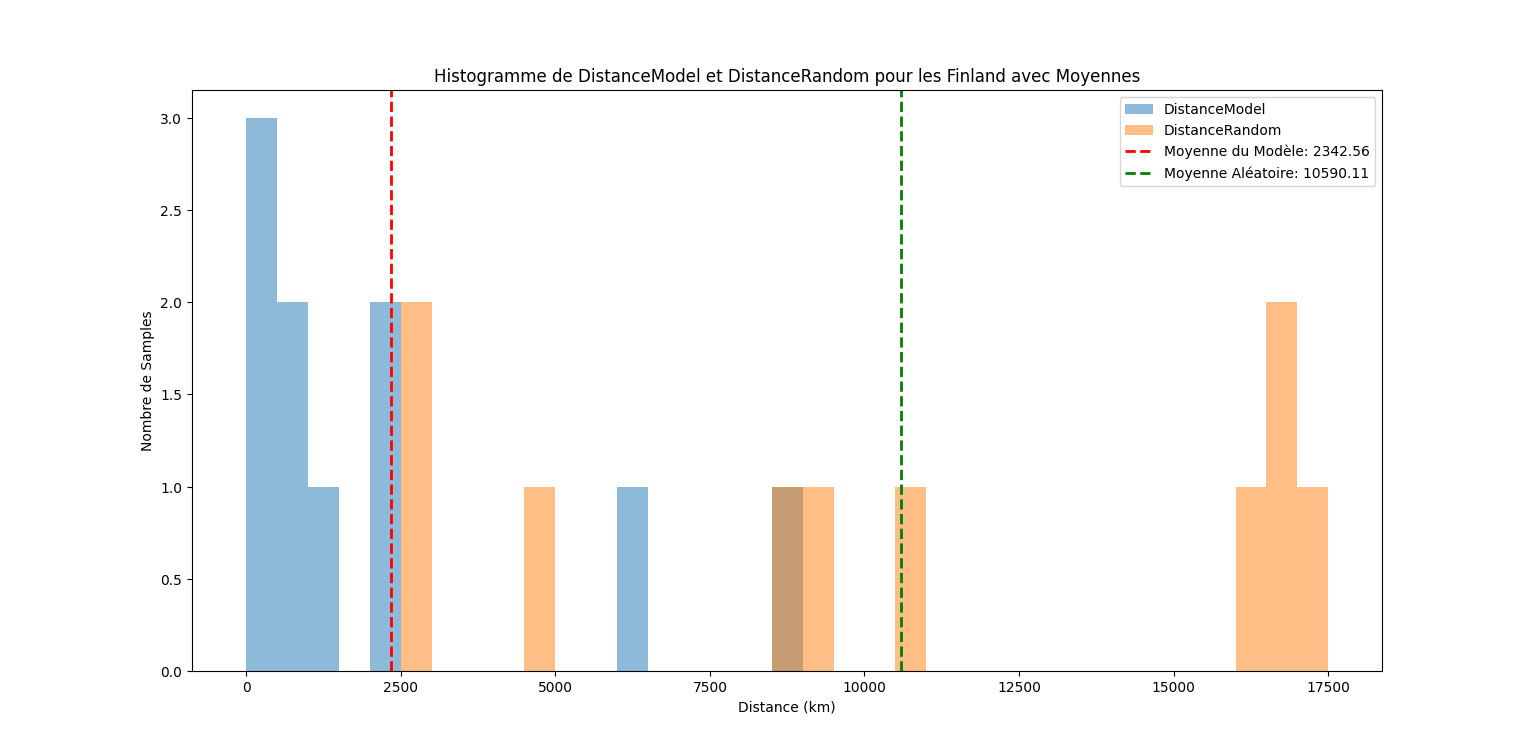 Histogramme de DistanceModel et DistanceRandom pour les Finland avec Moyennes
DistanceModel
DistanceRandom
Moyenne du Modèle: 2342.56
Moyenne Aléatoire: 10590.11
Nombre de Samples
3.0
2.5
2.0
1.5
1.0
0.5
0.0
0 2500 5000 7500 10000 12500 15000 17500
Distance (km)